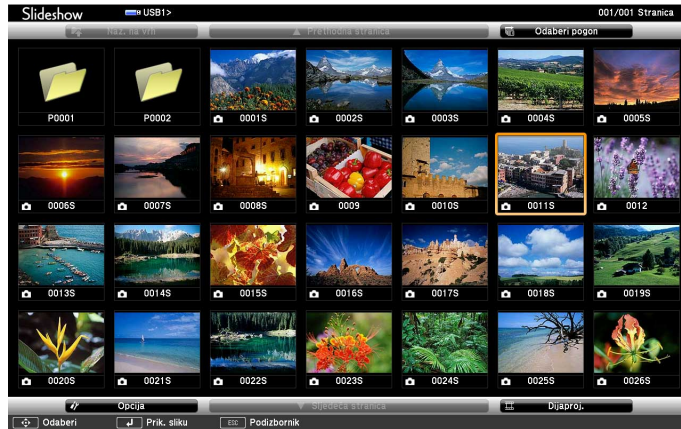 Slideshow USB1> 001/001 Stranica
Naz. na vrh Prethodna stranica Odaberi pogon
P0001 P0002 0001S 0002S 0003S 0004S 0005S
0006S 0007S 0008S 0009 0010S 0011S 0012
0013S 0014S 0015S 0016S 0017S 0018S 0019S
0020S 0021S 0022S 0023S 0024S 0025S 0026S
Opcija Sljedeća stranica Dijaproj.
Odaberi Prik. sliku ESC Podizbornik